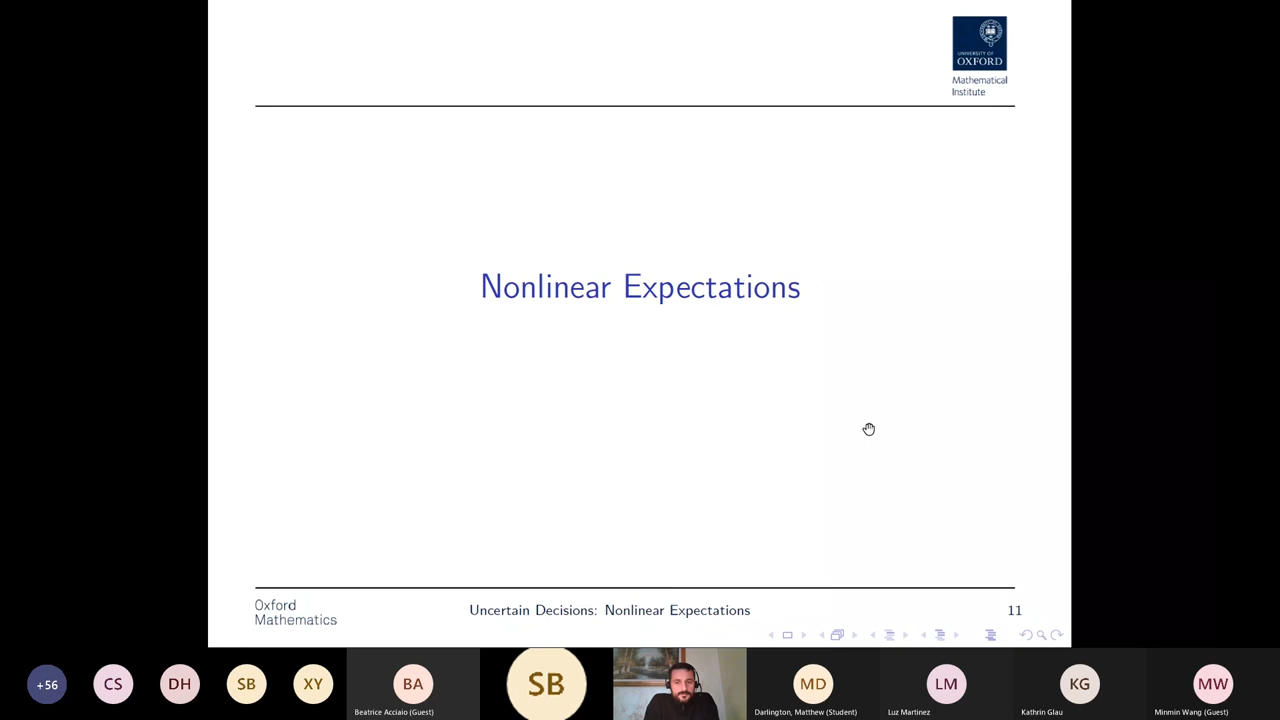 UNIVERSITY OF
OXFORD
Mathematical
Institute
Nonlinear Expectations
Oxford
Mathematics
Uncertain Decisions: Nonlinear Expectations
11
+56
CS
DH
SB
XY
BA
Beatrice Acciaio (Guest)
SB
MD
Darlington, Matthew (Student)
LM
Luz Martinez
KG
Kathrin Glau
MW
Minmin Wang (Guest)